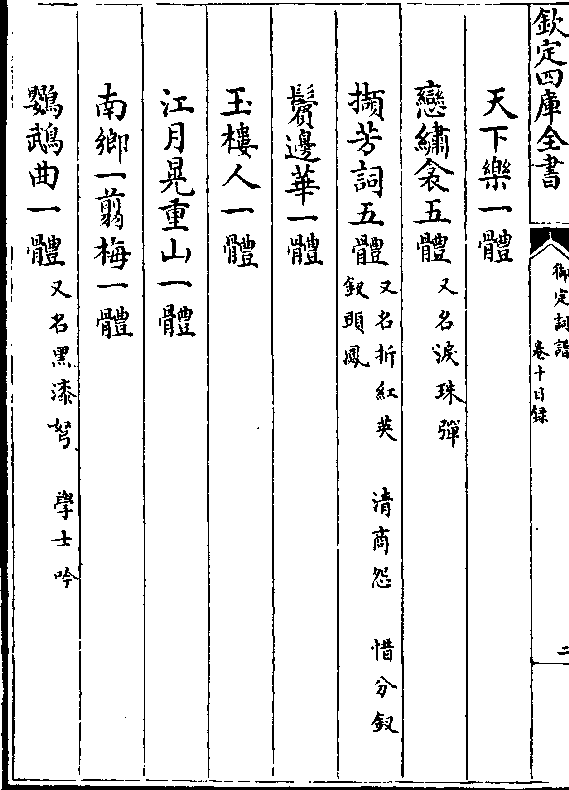 欽定四庫全書
御定詞譜 卷十目録
二
天下樂一體
戀繡衾五體 又名淚珠彈
擷芳詞五體 又名折紅英 清商怨 惜分釵
釵頭鳳
鬢邊華一體
玉樓人一體
江月晃重山一體
南鄉一翦梅一體
鸚鵡曲一體 又名黑漆弩 學士吟